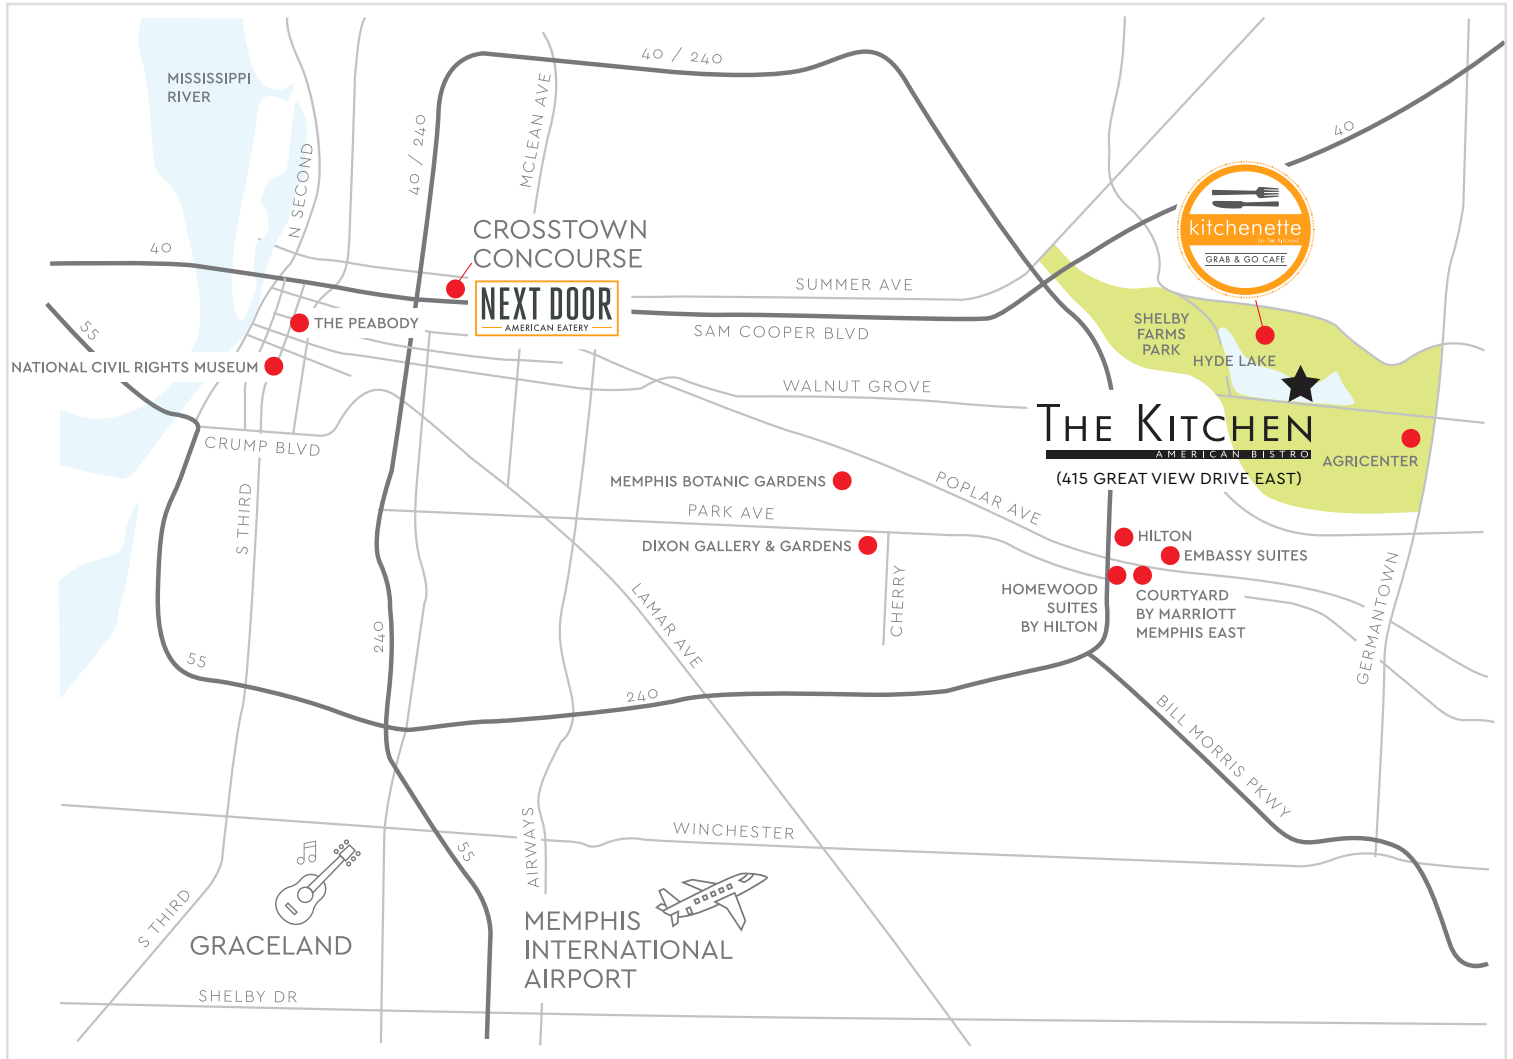 40 / 240
MISSISSIPPI
RIVER
40 / 240
MCLEAN AVE
40
N SECOND
kitchenette
GRAB & GO CAFE
CROSSTOWN
CONCOURSE
40
NEXT DOOR
AMERICAN EATERY
SUMMER AVE
SAM COOPER BLVD
55
THE PEABODY
SHELBY
FARMS
PARK
HYDE LAKE
NATIONAL CIVIL RIGHTS MUSEUM
WALNUT GROVE
THE KITCHEN
AMERICAN BISTRO
(415 GREAT VIEW DRIVE EAST)
AGRICENTER
CRUMP BLVD
S THIRD
MEMPHIS BOTANIC GARDENS
POPLAR AVE
PARK AVE
DIXON GALLERY & GARDENS
HILTON
EMBASSY SUITES
HOMEWOOD
SUITES
BY HILTON
COURTYARD
BY MARRIOTT
MEMPHIS EAST
CHERRY
LAMAR AVE
GERMANTOWN
240
55
240
BILL MORRIS PKWY
WINCHESTER
55
AIRWAYS
S THIRD
GRACELAND
MEMPHIS
INTERNATIONAL
AIRPORT
SHELBY DR